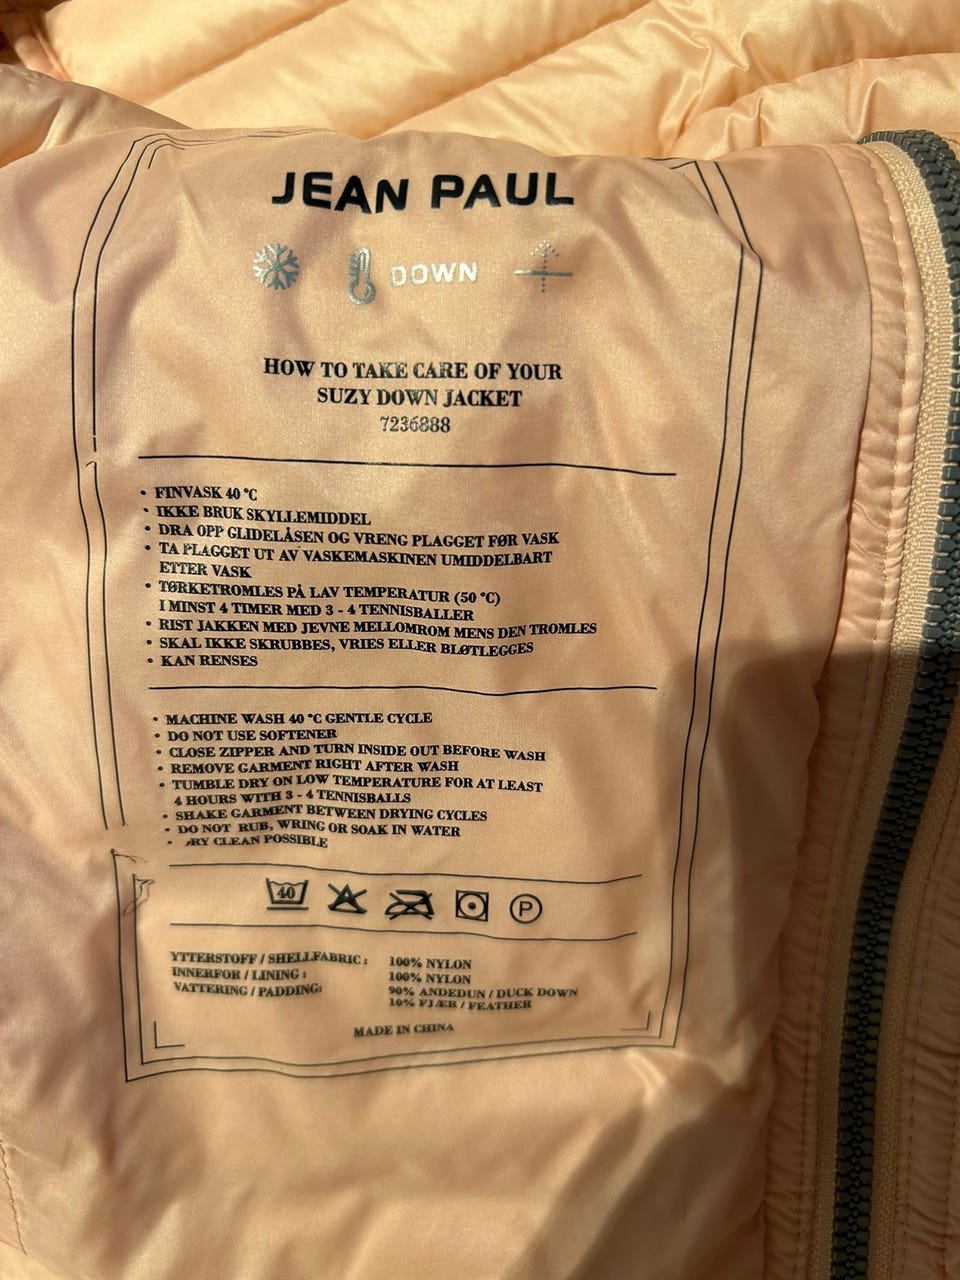 JEAN PAUL
DOWN
HOW TO TAKE CARE OF YOUR
SUZY DOWN JACKET
7236888
• FINVASK 40 °C
• IKKE BRUK SKYLLEMIDDEL
• DRA OPP GLIDELÅSEN OG VRENG PLAGGET FØR VASK
• TA PLAGGET UT AV VASKEMASKINEN UMIDDELBART
ETTER VASK
• TØRKETROMLES PÅ LAV TEMPERATUR (50 °C)
I MINST 4 TIMER MED 3 - 4 TENNISBALLER
• RIST JAKKEN MED JEVNE MELLOMROM MENS DEN TROMLES
• SKAL IKKE SKRUBBES, VRIES ELLER BLØTLEGGES
• KAN RENSES
• MACHINE WASH 40 °C GENTLE CYCLE
• DO NOT USE SOFTENER
• CLOSE ZIPPER AND TURN INSIDE OUT BEFORE WASH
• REMOVE GARMENT RIGHT AFTER WASH
• TUMBLE DRY ON LOW TEMPERATURE FOR AT LEAST
4 HOURS WITH 3 - 4 TENNISBALLS
• SHAKE GARMENT BETWEEN DRYING CYCLES
• DO NOT RUB, WRING OR SOAK IN WATER
• DRY CLEAN POSSIBLE
40 P
YTTERSTOFF / SHELLFABRIC : 100% NYLON
INNERFOR / LINING : 100% NYLON
VATTERING / PADDING: 90% ANDEDUN / DUCK DOWN
10% FJÆR / FEATHER
MADE IN CHINA